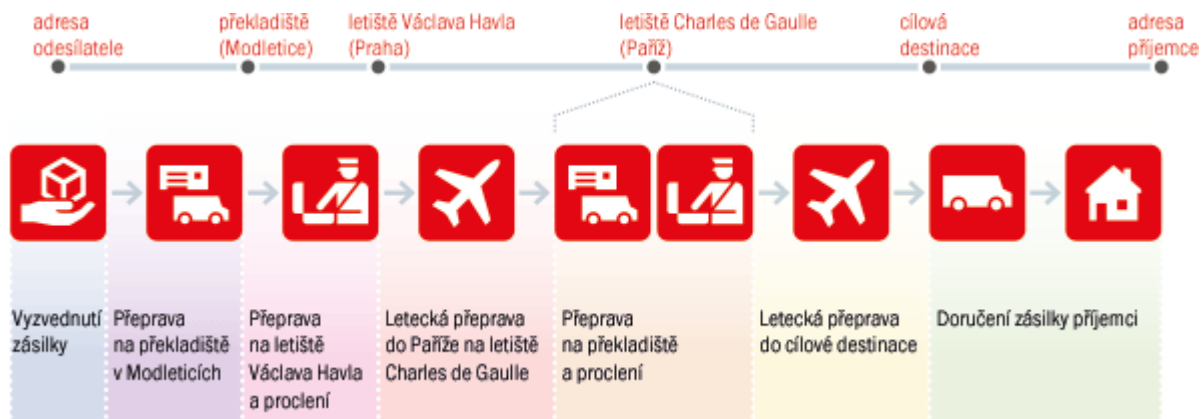 adresa
odesílatele
překladiště
(Modletice)
letiště Václava Havla
(Praha)
letiště Charles de Gaulle
(Paříž)
cílová
destinace
adresa
příjemce
Vyzvednutí
zásilky
Přeprava
na překladiště
v Modleticích
Přeprava
na letiště
Václava Havla
a proclení
Letecká přeprava
do Paříže na letiště
Charles de Gaulle
Přeprava
na překladiště
a proclení
Letecká přeprava
do cílové destinace
Doručení zásilky příjemci